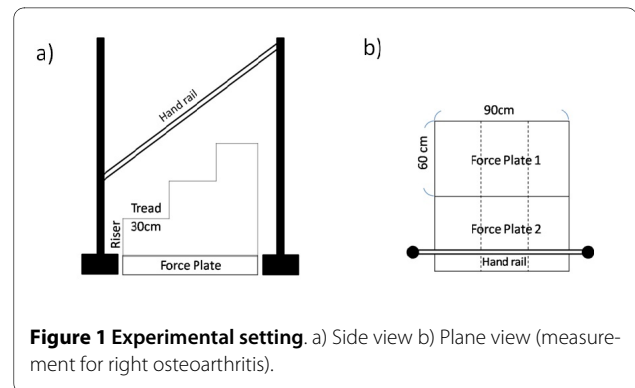 a)
Hand rail
Tread
30cm
Riser
Force Plate
b)
90cm
60 cm
Force Plate 1
Force Plate 2
Hand rail
Figure 1 Experimental setting. a) Side view b) Plane view (measure-
ment for right osteoarthritis).